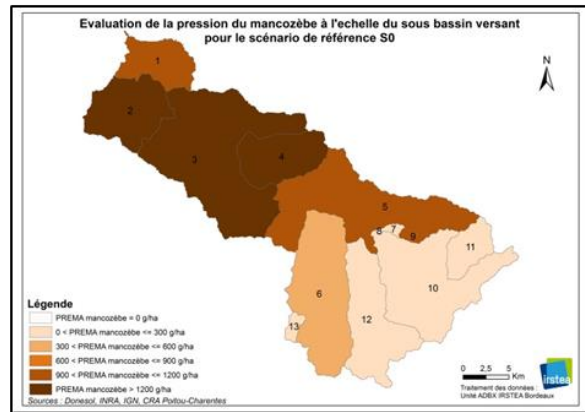 Evaluation de la pression du mancozèbe à l'echelle du sous bassin versant
pour le scénario de référence S0
1
N
2
3
4
5
8
7
9
11
6
10
12
13
Légende
PREMA mancozèbe = 0 g/ha
0 < PREMA mancozèbe <= 300 g/ha
300 < PREMA mancozèbe <= 600 g/ha
600 < PREMA mancozèbe <= 900 g/ha
900 < PREMA mancozèbe <= 1200 g/ha
PREMA mancozèbe > 1200 g/ha
Sources : Donesol, INRA, IGN, CRA Poitou-Charentes
0 2,5 5
Km
Traitement des données :
Unité ADBX IRSTEA Bordeaux
irstea